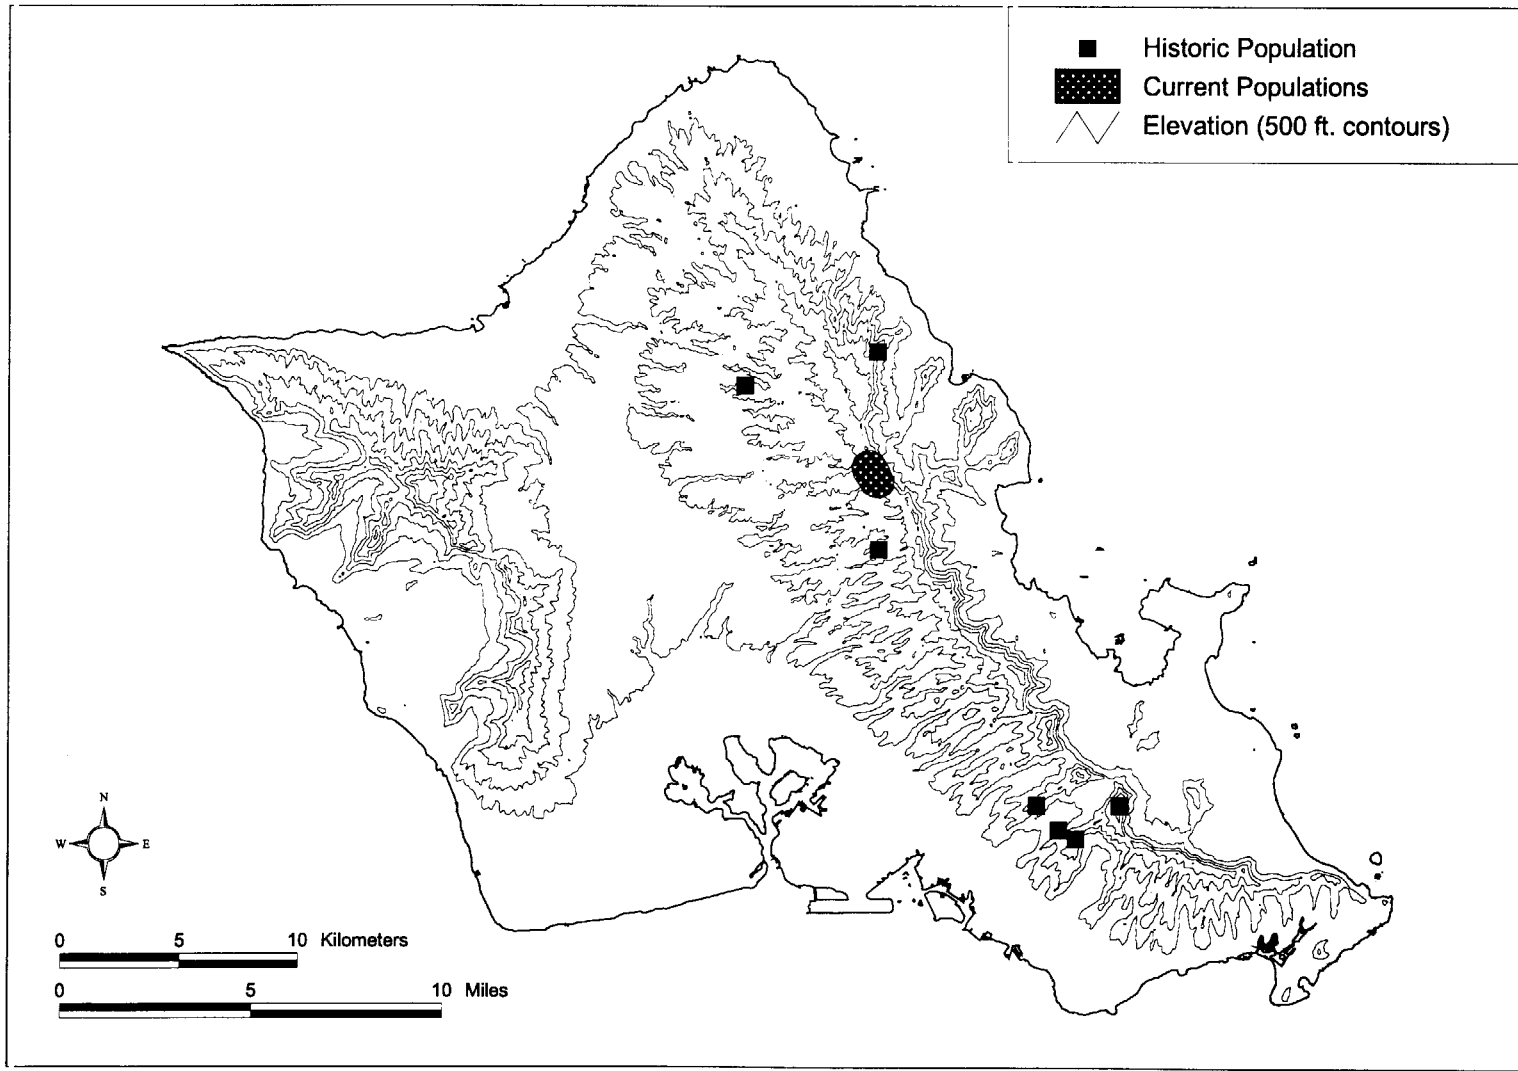 Historic Population
Current Populations
Elevation (500 ft. contours)
N
W E
S
0 5 10 Kilometers
0 5 10 Miles